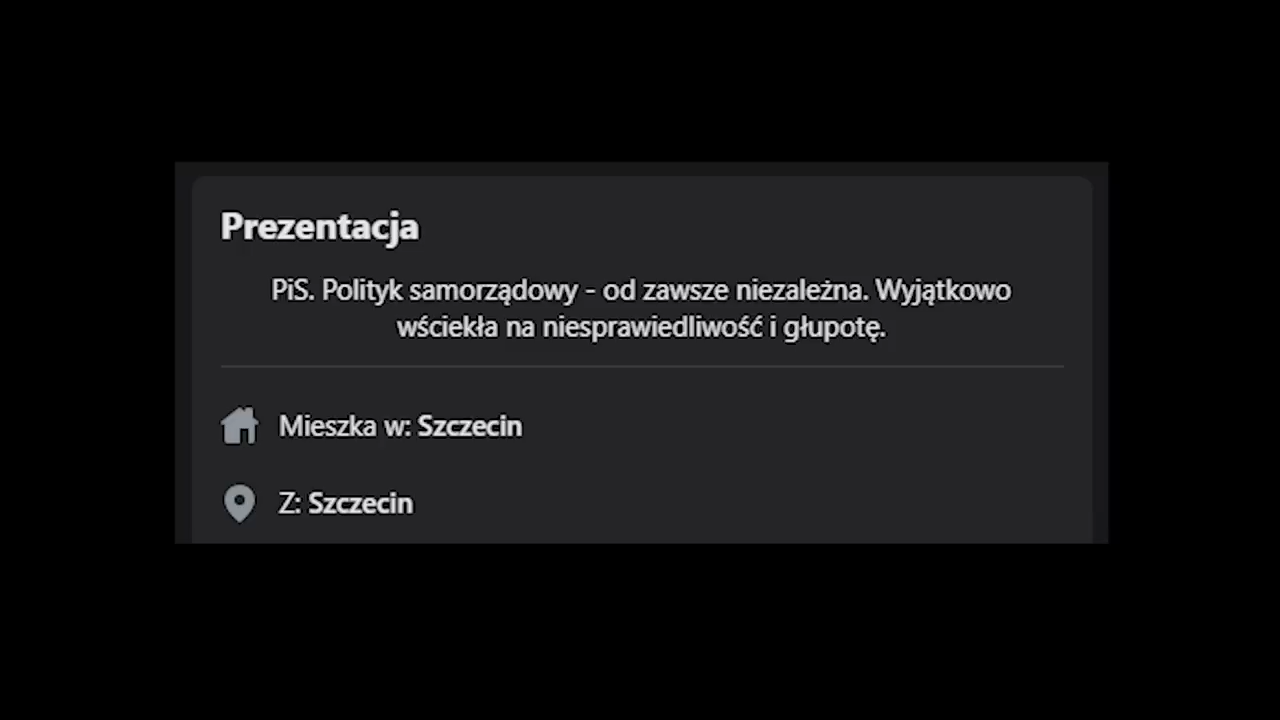 Prezentacja
PiS. Polityk samorządowy - od zawsze niezależna. Wyjątkowo
wściekła na niesprawiedliwość i głupotę.
Mieszka w: Szczecin
Z: Szczecin